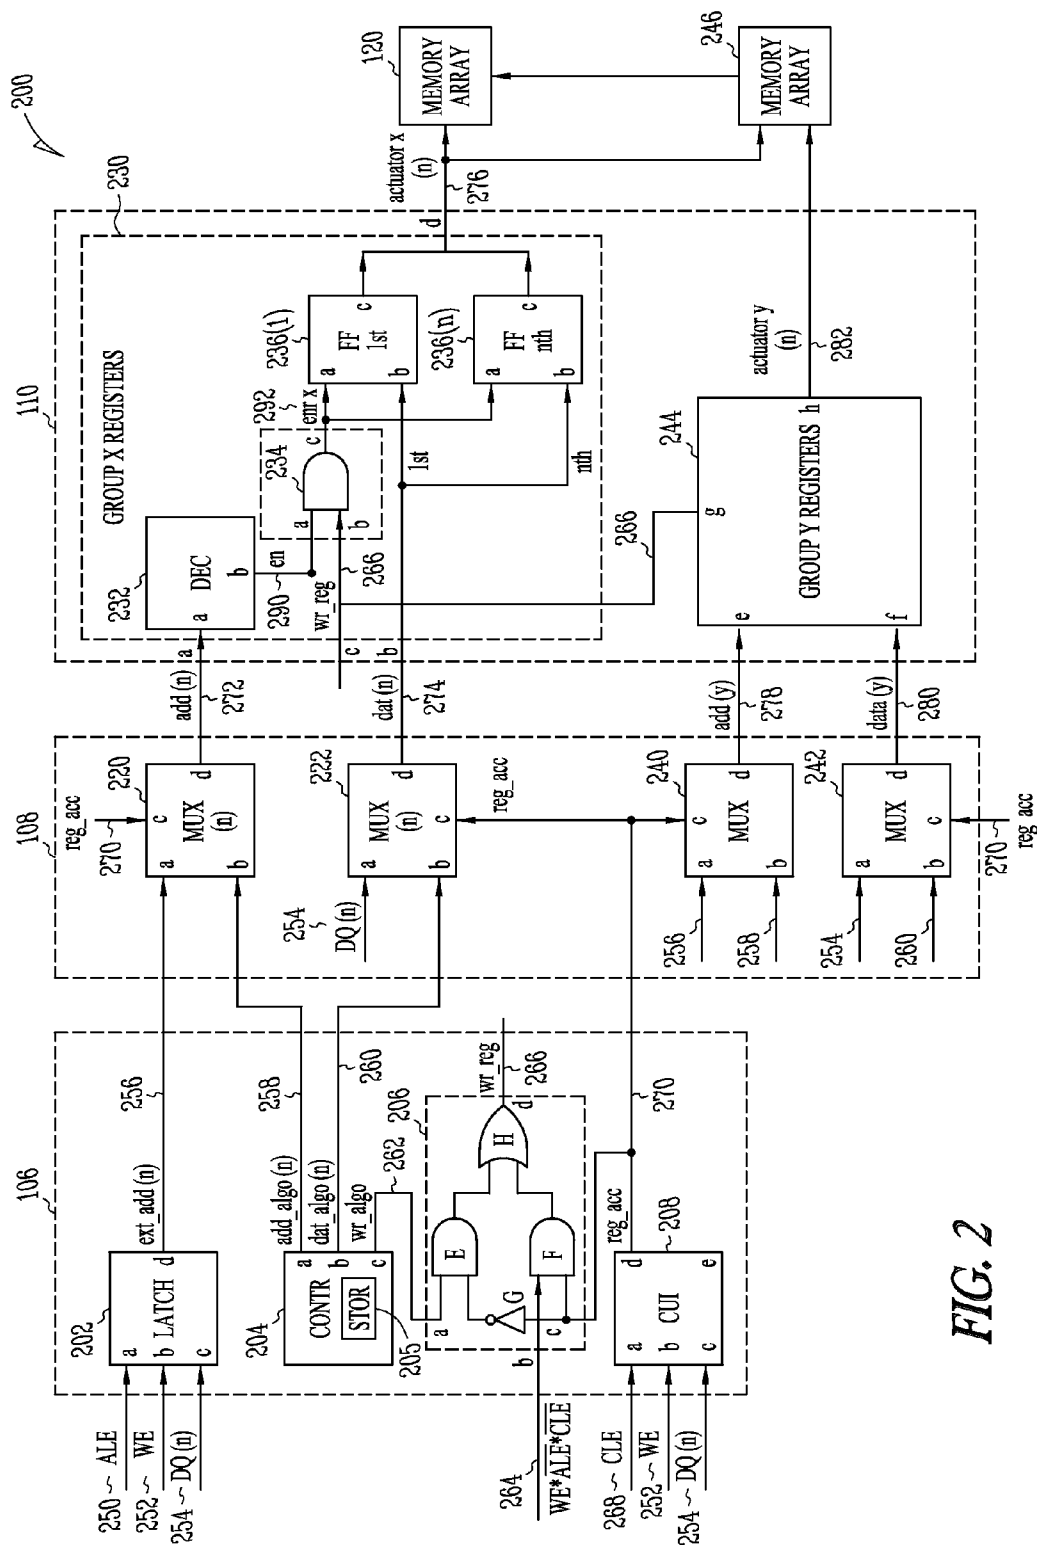 200
110
230
GROUP X REGISTERS
232
a
DEC
b
a
add (n)
272
290
en
wr_reg
c
266
a
b
234
c
292
enr x
236(1)
a
FF
1st
b
c
236(n)
a
FF
nth
b
c
1st
nth
b
dat (n)
274
d
actuator x
(n)
276
120
MEMORY
ARRAY
246
MEMORY
ARRAY
266
244
g
GROUP Y REGISTERS
e
f
h
actuator y
(n)
282
add (y)
278
data (y)
280
108
reg_acc
270
220
a
b
c
d
MUX
(n)
222
a
b
c
d
MUX
(n)
254
DQ (n)
reg_acc
240
a
b
c
d
MUX
256
258
242
a
b
c
d
MUX
254
260
270
reg acc
106
202
a
b
c
d
LATCH
ext_add (n)
256
250
ALE
252
WE
254
DQ (n)
204
CONTR
STOR
205
a
b
c
add_algo (n)
dat_algo (n)
wr_algo
258
260
262
206
a
b
c
d
E
F
G
H
wr_reg
266
264
WE*ALE*CLE
reg_acc
270
208
CUI
a
b
c
d
e
268
CLE
252
WE
254
DQ (n)
FIG. 2